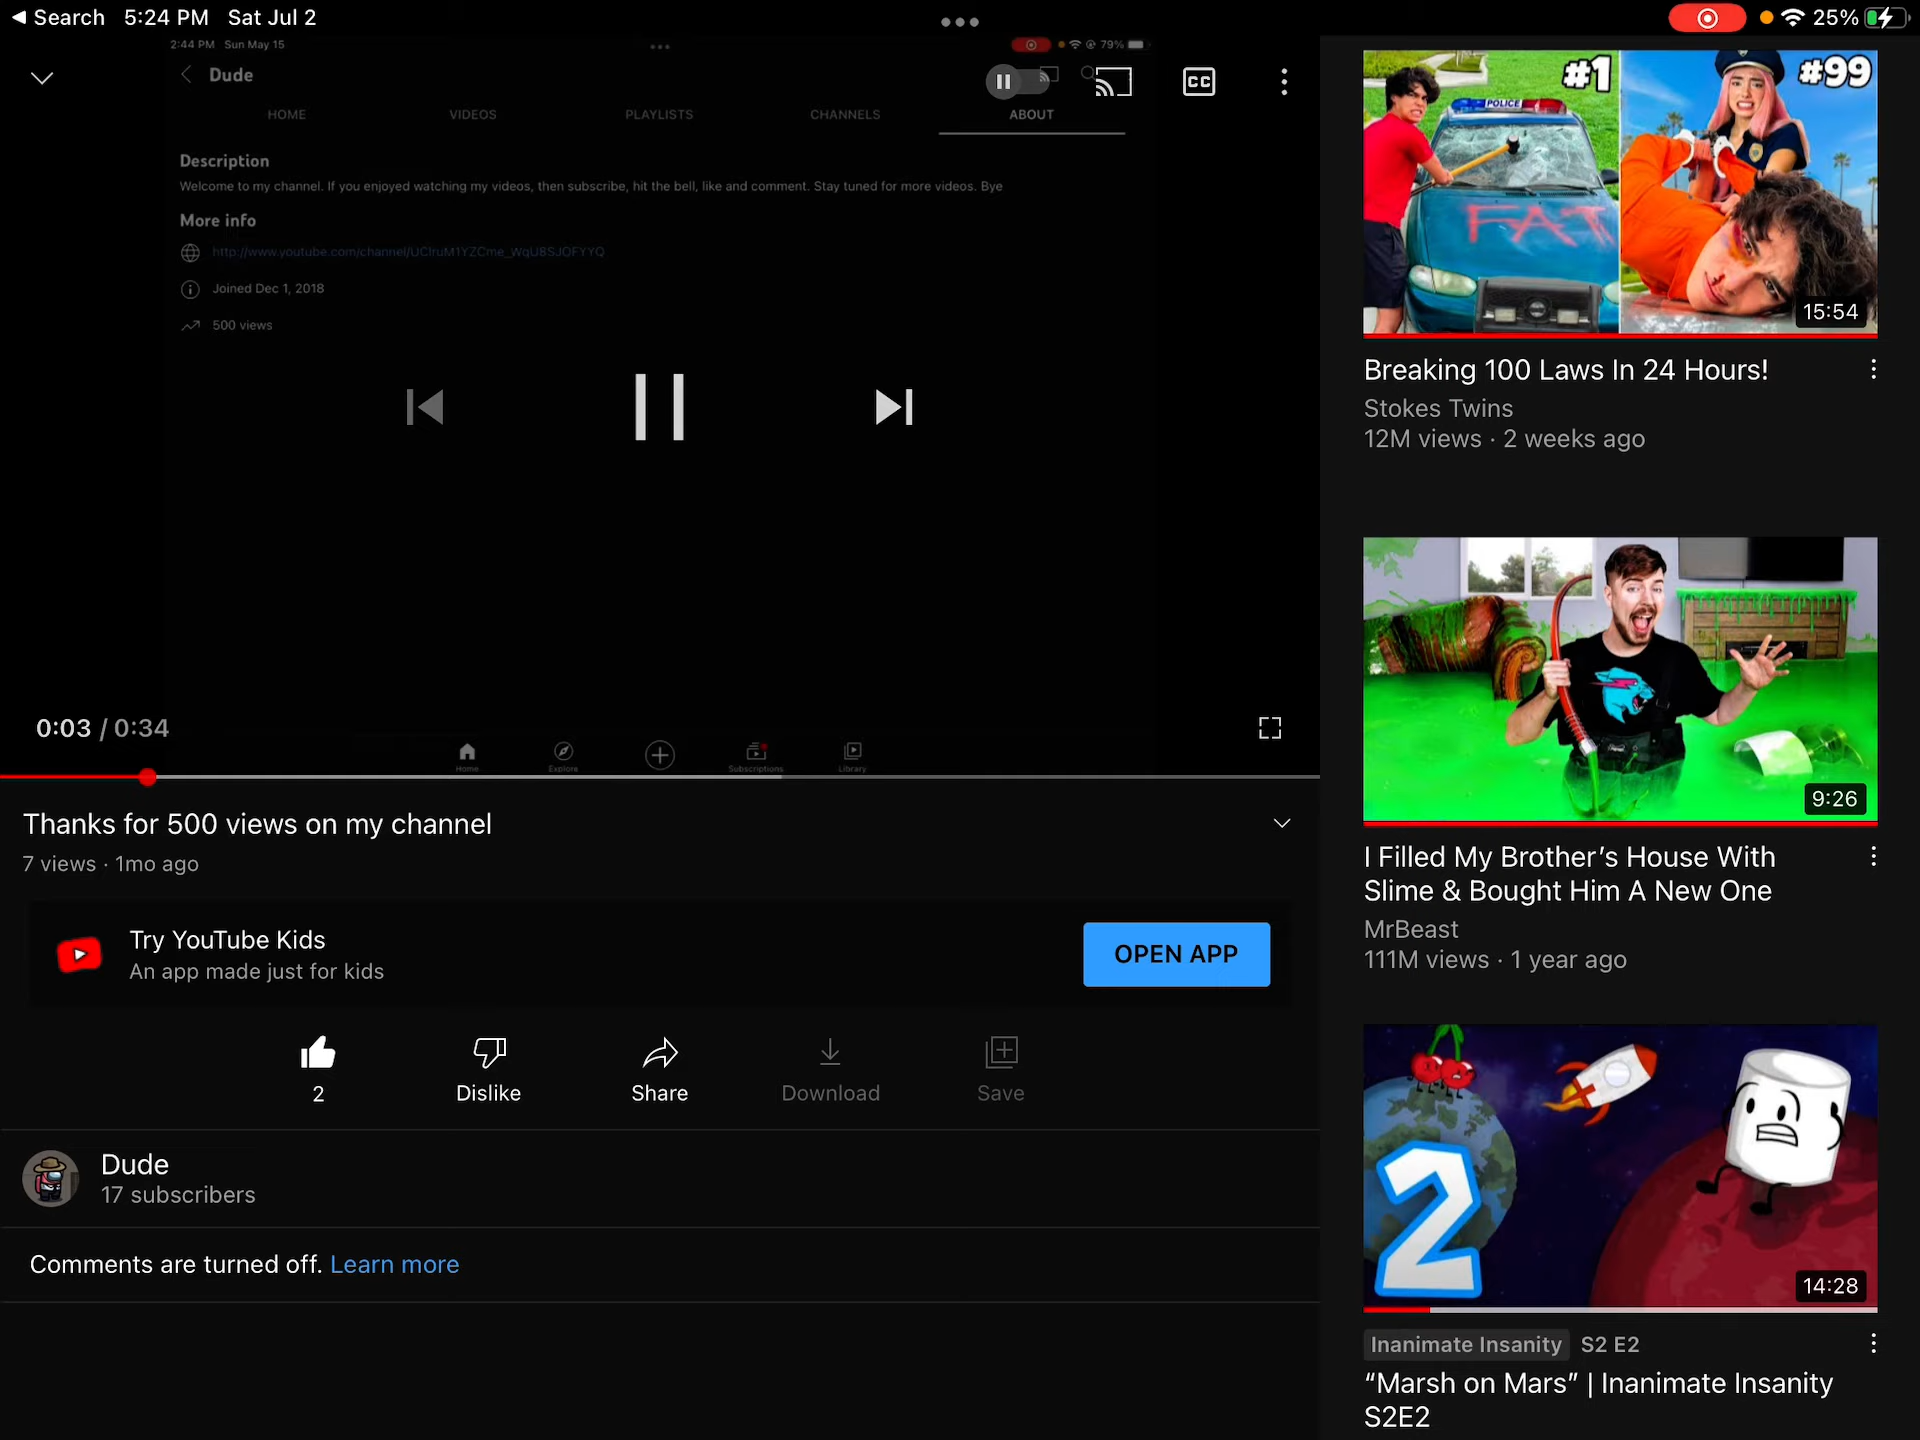 Search 5:24 PM Sat Jul 2
25%
2:44 PM Sun May 15
79%
Dude
HOME VIDEOS PLAYLISTS CHANNELS ABOUT
Description
Welcome to my channel. If you enjoyed watching my videos, then subscribe, hit the bell, like and comment. Stay tuned for more videos. Bye
More info
Joined Dec 1, 2018
500 views
CC
0:03 / 0:34
Home Explore Subscriptions Library
Thanks for 500 views on my channel
7 views · 1mo ago
Try YouTube Kids
An app made just for kids
OPEN APP
2 Dislike Share Download Save
Dude
17 subscribers
Comments are turned off. Learn more
#1 #99
POLICE
FAT
15:54
Breaking 100 Laws In 24 Hours!
Stokes Twins
12M views · 2 weeks ago
9:26
I Filled My Brother's House With
Slime & Bought Him A New One
MrBeast
111M views · 1 year ago
2
14:28
Inanimate Insanity S2 E2
“Marsh on Mars” | Inanimate Insanity
S2E2